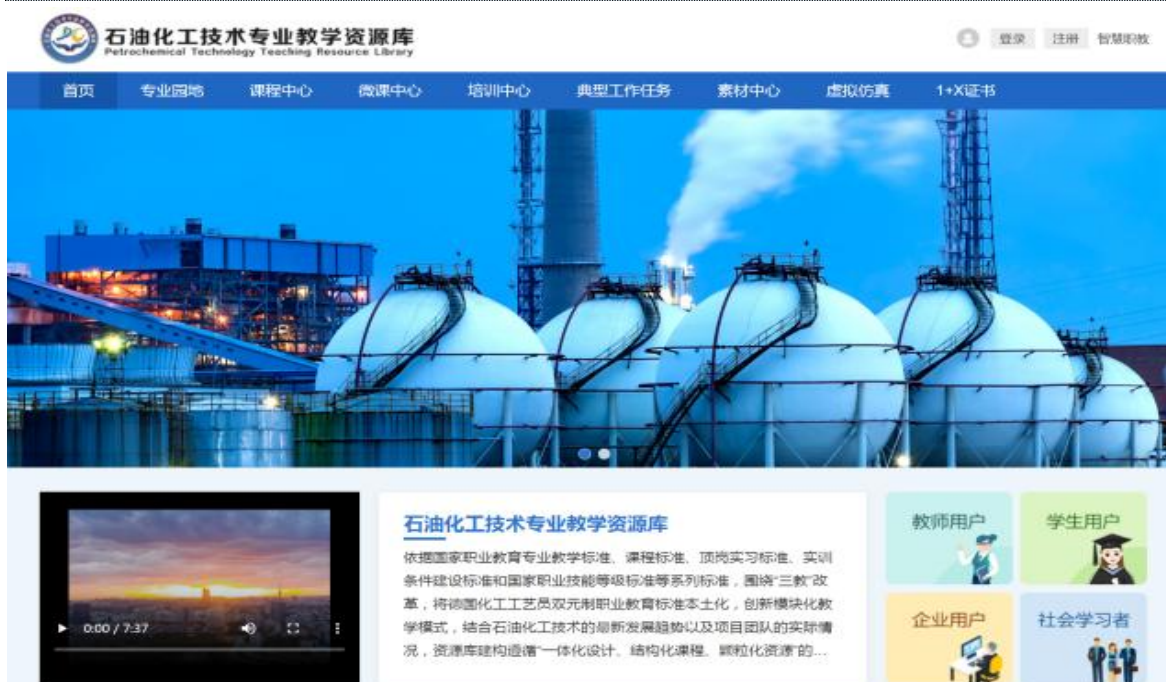 石油化工技术专业教学资源库
Petrochemical Technology Teaching Resource Library
登录 注册 智慧职教
首页 专业园地 课程中心 微课中心 培训中心 典型工作任务 素材中心 虚拟仿真 1+X证书
石油化工技术专业教学资源库
依据国家职业教育专业教学标准、课程标准、顶岗实习标准、实训
条件建设标准和国家职业技能等级标准等系列标准，围绕“三教”改
革，将德国化工工艺员双元制职业教育标准本土化，创新模块化教
学模式，结合石油化工技术的最新发展趋势以及项目团队的实际情
况，资源库建构遵循“一体化设计、结构化课程、颗粒化资源”的...
0:00 / 7:37
教师用户 学生用户
企业用户 社会学习者